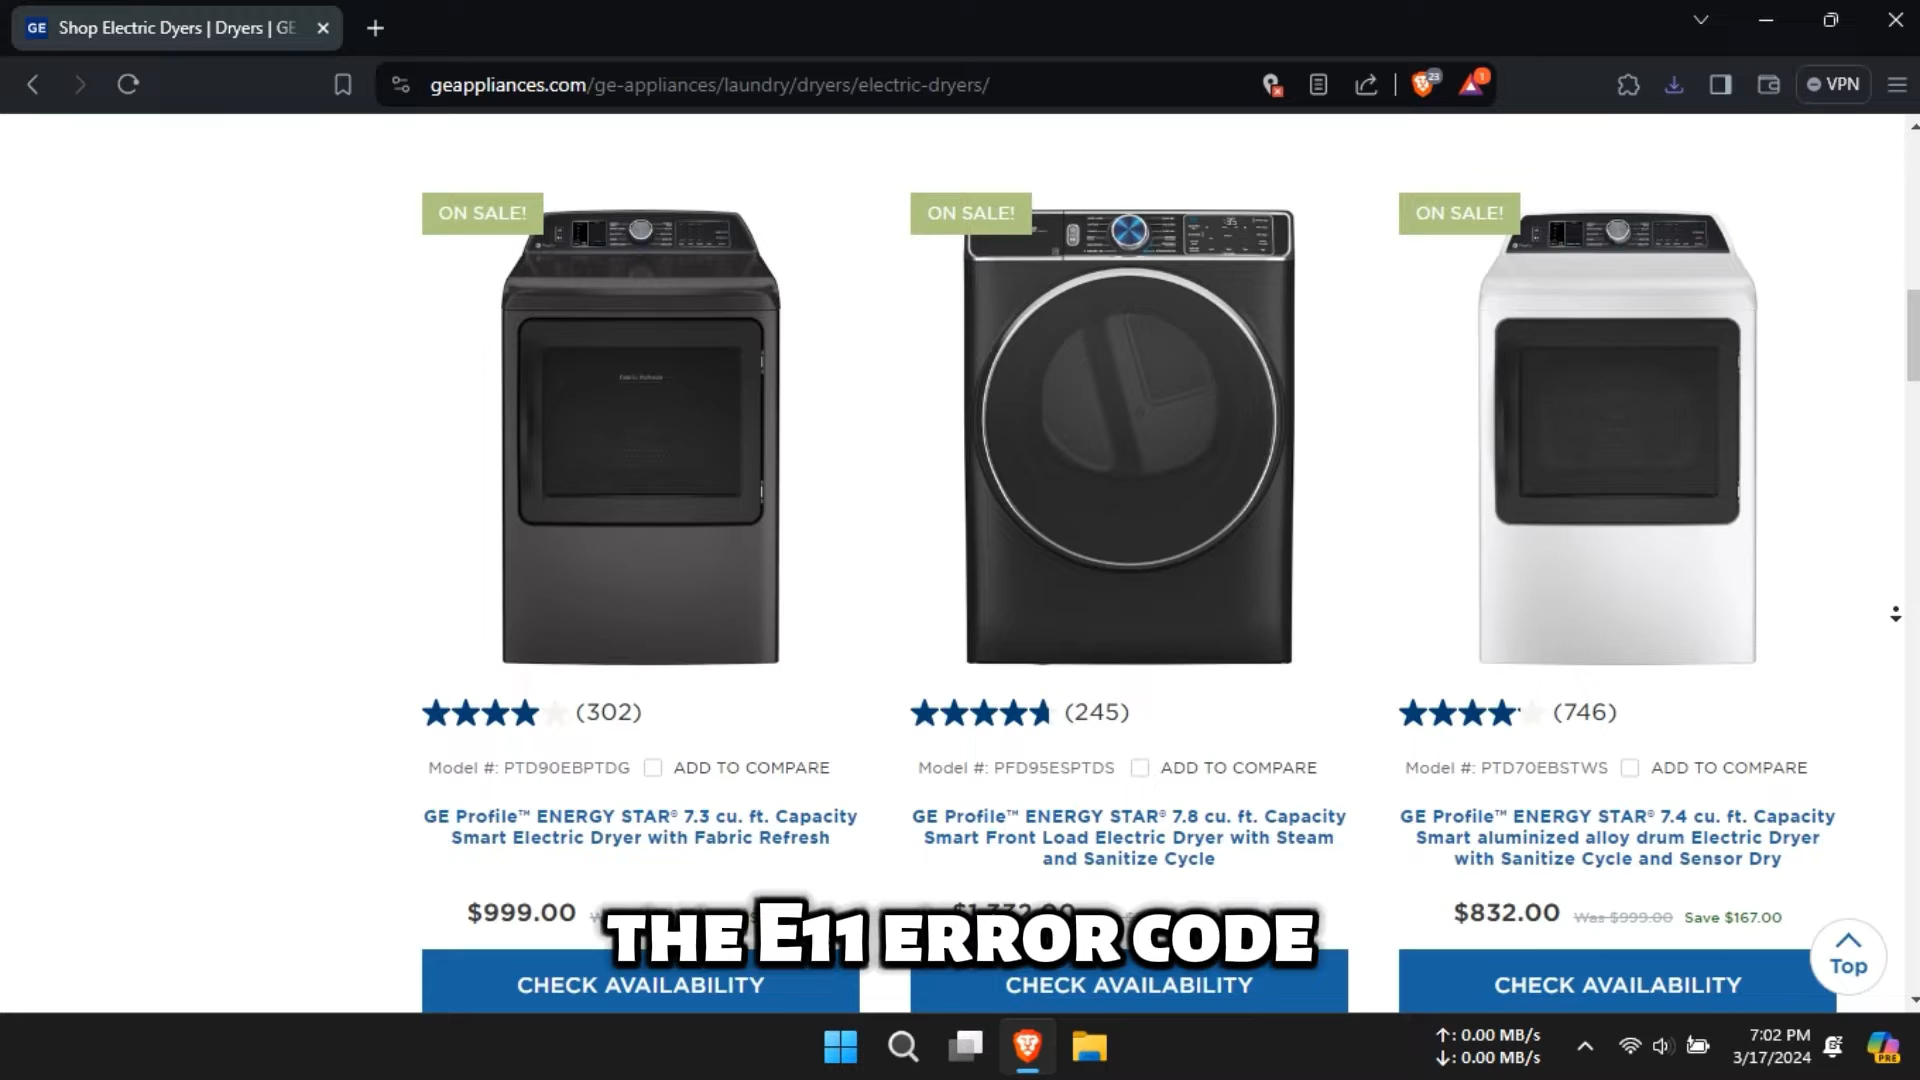 GE Shop Electric Dyers | Dryers | GE
geappliances.com/ge-appliances/laundry/dryers/electric-dryers/
23
1
VPN
ON SALE!
ON SALE!
ON SALE!
(302)
(245)
(746)
Model #: PTD90EBPTDG ADD TO COMPARE
Model #: PFD95ESPTDS ADD TO COMPARE
Model #: PTD70EBSTWS ADD TO COMPARE
GE Profile™ ENERGY STAR® 7.3 cu. ft. Capacity
Smart Electric Dryer with Fabric Refresh
GE Profile™ ENERGY STAR® 7.8 cu. ft. Capacity
Smart Front Load Electric Dryer with Steam
and Sanitize Cycle
GE Profile™ ENERGY STAR® 7.4 cu. ft. Capacity
Smart aluminized alloy drum Electric Dryer
with Sanitize Cycle and Sensor Dry
$999.00
$832.00 Was $999.00 Save $167.00
THE E11 ERROR CODE
CHECK AVAILABILITY
CHECK AVAILABILITY
CHECK AVAILABILITY
Top
↑: 0.00 MB/s
↓: 0.00 MB/s
7:02 PM
3/17/2024
PRE